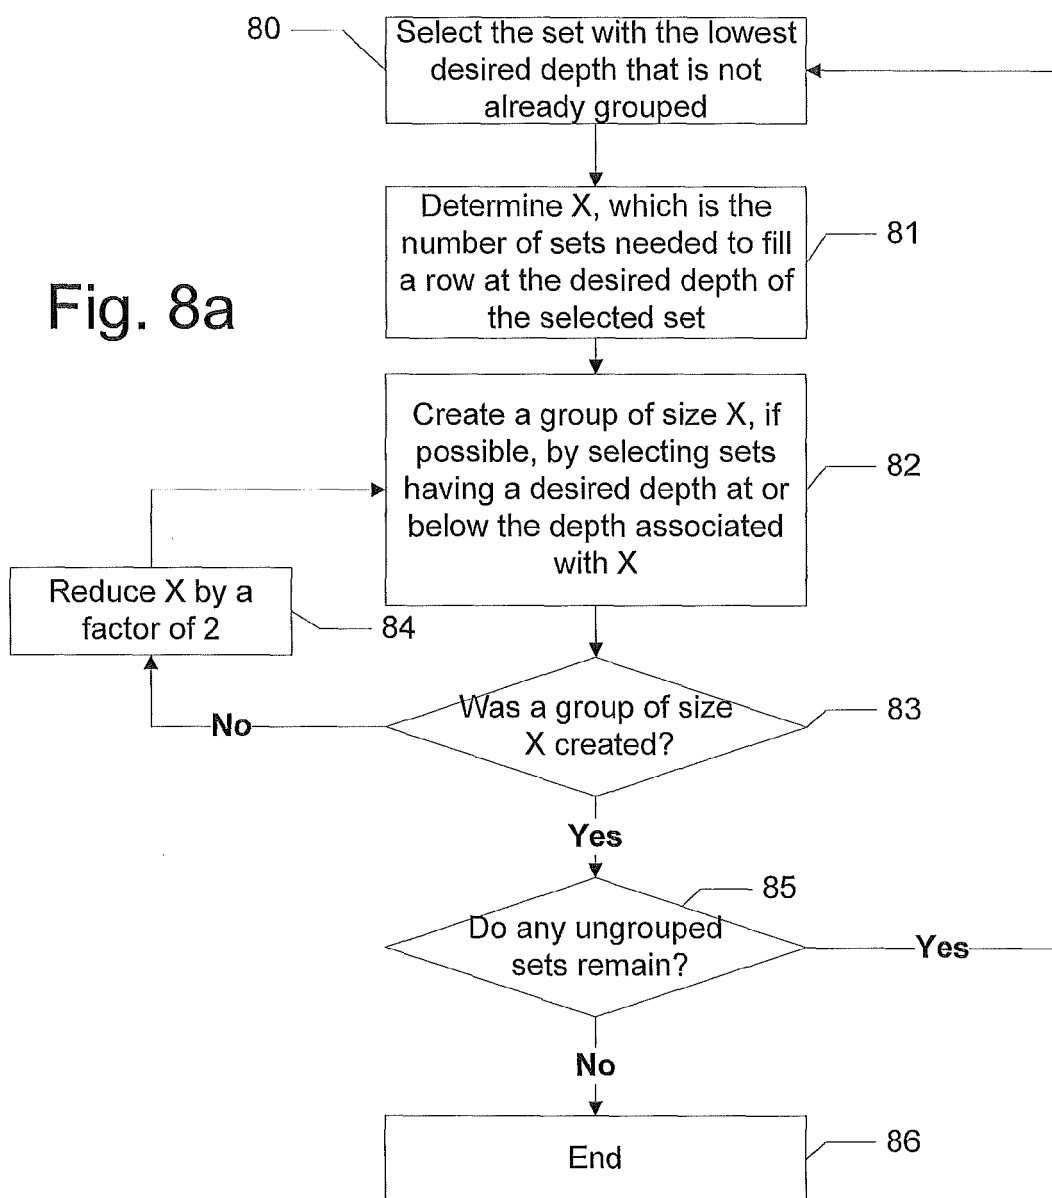 80
Select the set with the lowest
desired depth that is not
already grouped
Determine X, which is the
number of sets needed to fill
a row at the desired depth of
the selected set
81
Fig. 8a
Create a group of size X, if
possible, by selecting sets
having a desired depth at or
below the depth associated
with X
82
Reduce X by a
factor of 2
84
Was a group of size
X created?
83
No
Yes
85
Do any ungrouped
sets remain?
Yes
No
End
86